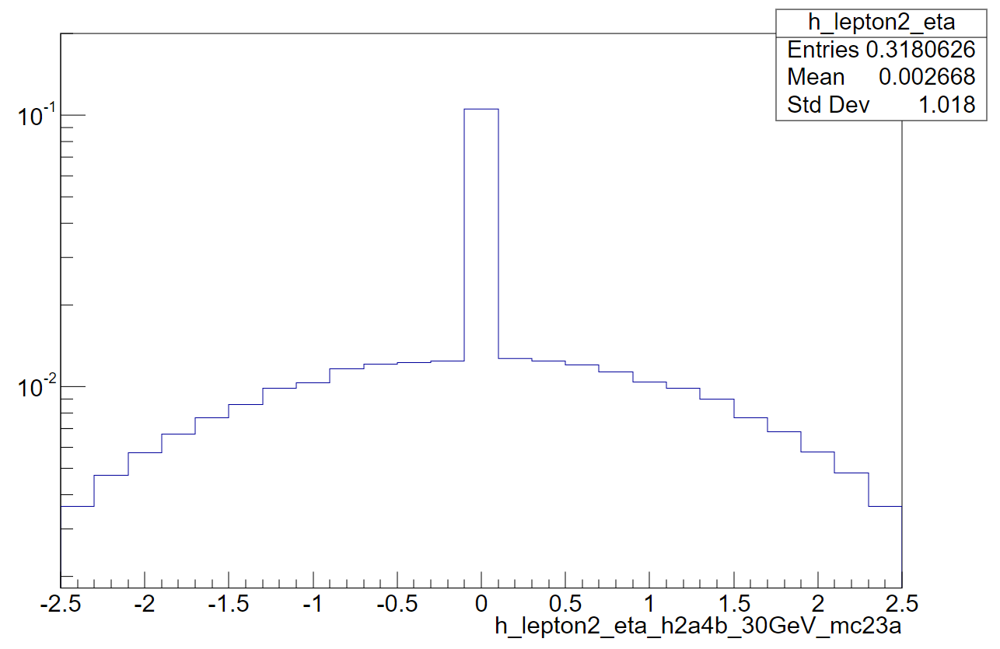 h_lepton2_eta
Entries 0.3180626
Mean 0.002668
Std Dev 1.018
10-1
10-2
-2.5 -2 -1.5 -1 -0.5 0 0.5 1 1.5 2 2.5
h_lepton2_eta_h2a4b_30GeV_mc23a